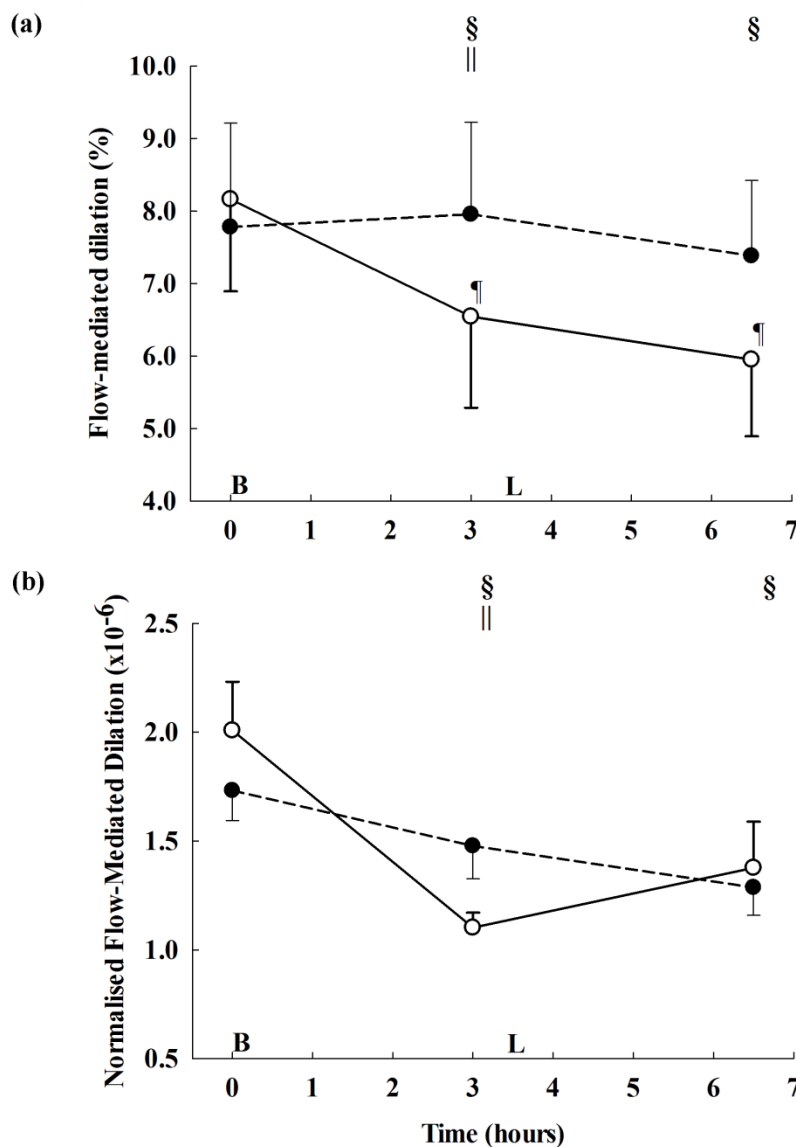 (a)
§ §
||
10.0
9.0
8.0
7.0
6.0
5.0
4.0
Flow-mediated dilation (%)
¶
¶
B L
0 1 2 3 4 5 6 7
(b)
§ §
||
2.5
2.0
1.5
1.0
0.5
Normalised Flow-Mediated Dilation (x10⁻⁶)
B L
0 1 2 3 4 5 6 7
Time (hours)